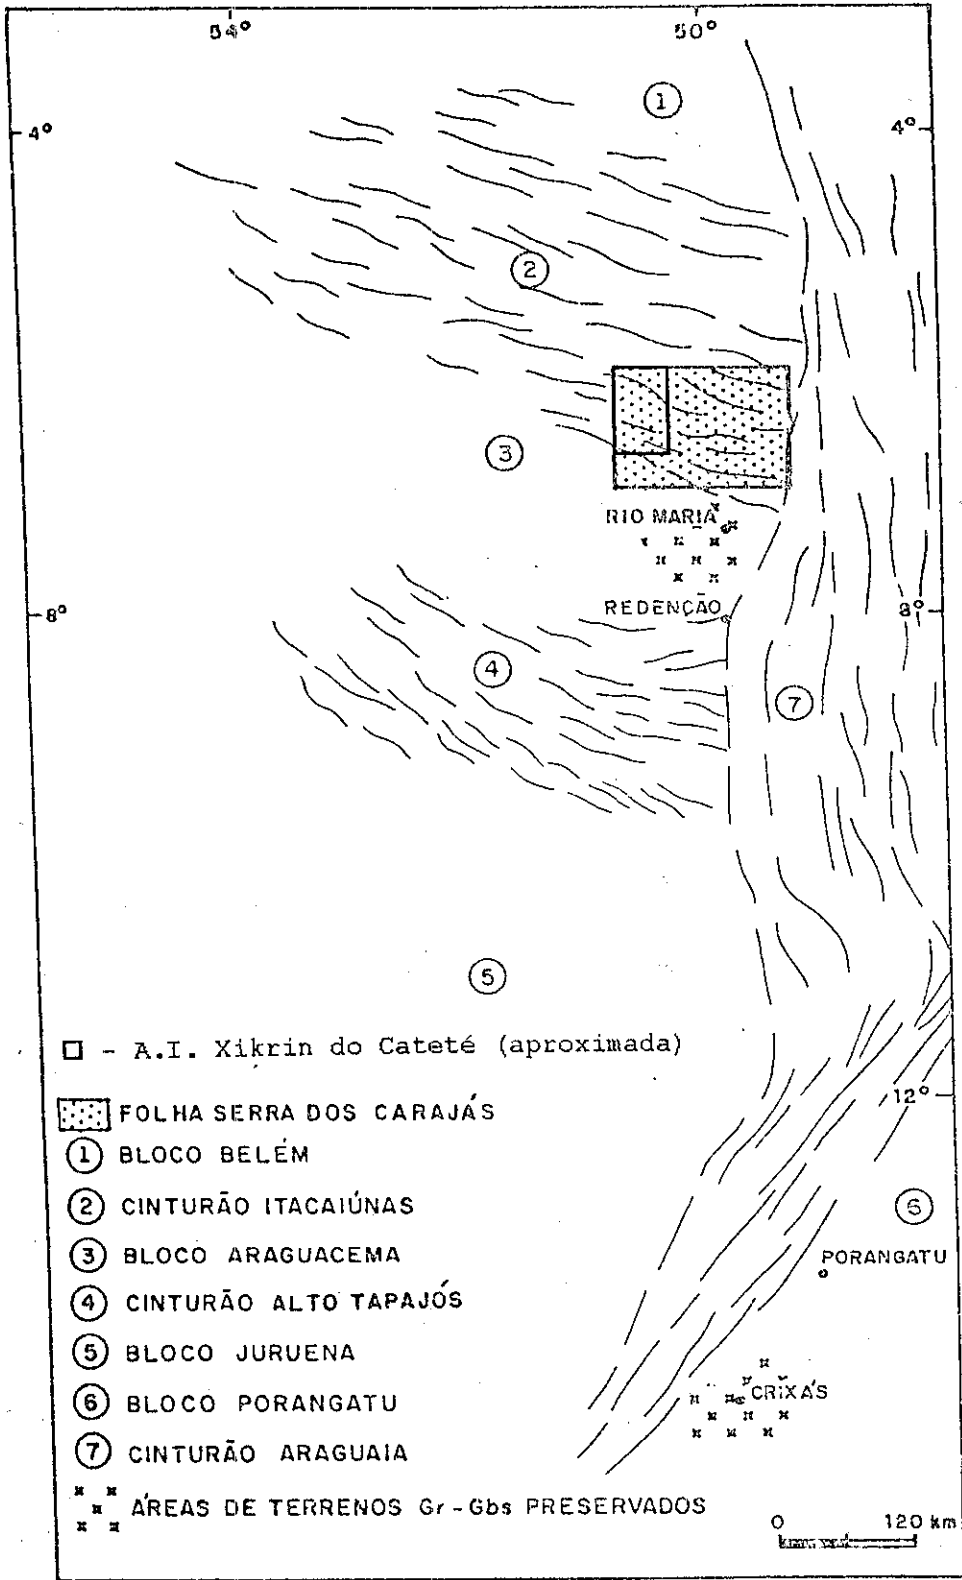 54° 50°
① 
4° 4°
②
③
RIO MARIA
REDENÇÃO
8° 8°
④
⑦
⑤
□ - A.I. Xikrin do Cateté (aproximada)
12°
FOLHA SERRA DOS CARAJÁS
① BLOCO BELÉM
② CINTURÃO ITACAIÚNAS
⑥
③ BLOCO ARAGUACEMA
PORANGATU
④ CINTURÃO ALTO TAPAJÓS
⑤ BLOCO JURUENA
⑥ BLOCO PORANGATU
CRIXÁS
⑦ CINTURÃO ARAGUAIA
ÁREAS DE TERRENOS Gr-Gbs PRESERVADOS
0 120 km